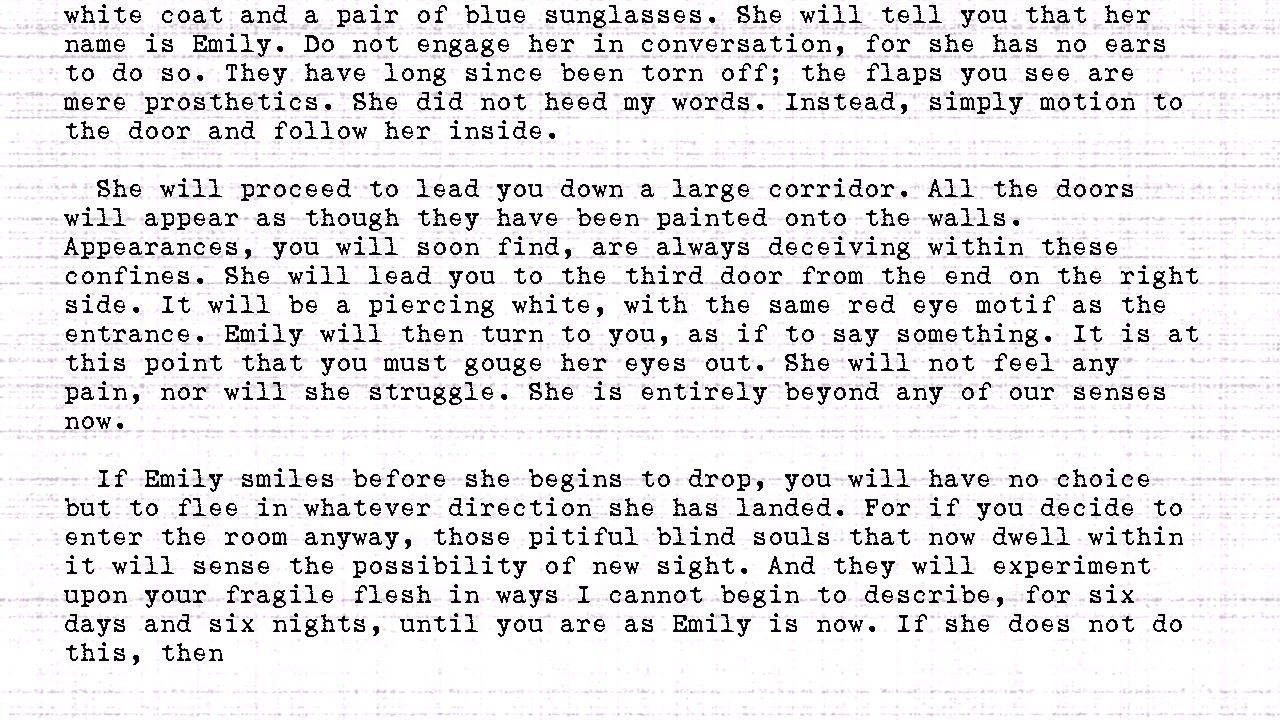 white coat and a pair of blue sunglasses. She will tell you that her
name is Emily. Do not engage her in conversation, for she has no ears
to do so. They have long since been torn off; the flaps you see are
mere prosthetics. She did not heed my words. Instead, simply motion to
the door and follow her inside.
She will proceed to lead you down a large corridor. All the doors
will appear as though they have been painted onto the walls.
Appearances, you will soon find, are always deceiving within these
confines. She will lead you to the third door from the end on the right
side. It will be a piercing white, with the same red eye motif as the
entrance. Emily will then turn to you, as if to say something. It is at
this point that you must gouge her eyes out. She will not feel any
pain, nor will she struggle. She is entirely beyond any of our senses
now.
If Emily smiles before she begins to drop, you will have no choice
but to flee in whatever direction she has landed. For if you decide to
enter the room anyway, those pitiful blind souls that now dwell within
it will sense the possibility of new sight. And they will experiment
upon your fragile flesh in ways I cannot begin to describe, for six
days and six nights, until you are as Emily is now. If she does not do
this, then